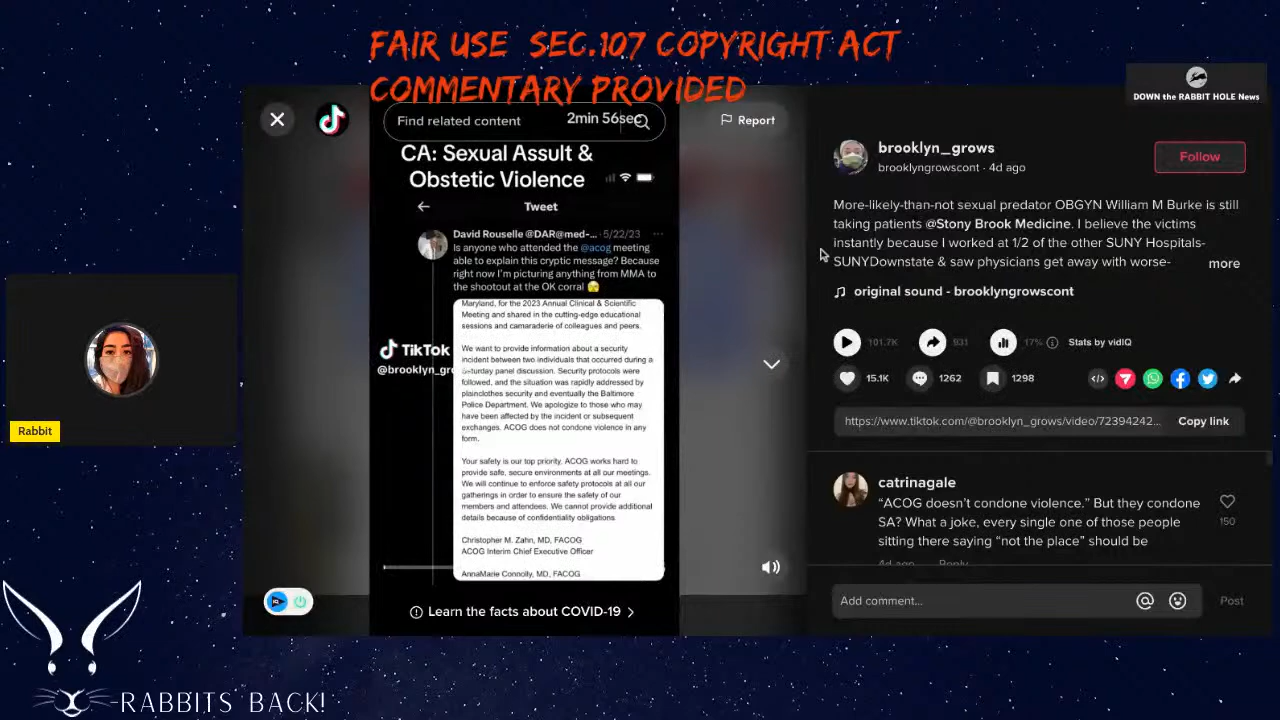 FAIR USE SEC.107 COPYRIGHT ACT
COMMENTARY PROVIDED
DOWN the RABBIT HOLE News
Find related content
2min 56sec
Report
CA: Sexual Assult &
Obstetic Violence
Tweet
David Rouselle @DAR@med-... · 5/22/23
Is anyone who attended the @acog meeting
able to explain this cryptic message? Because
right now I'm picturing anything from MMA to
the shootout at the OK corral
Maryland, for the 2023 Annual Clinical & Scientific
Meeting and shared in the cutting-edge educational
sessions and camaraderie of colleagues and peers.
We want to provide information about a security
incident between two individuals that occurred during a
Saturday panel discussion. Security protocols were
followed, and the situation was rapidly addressed by
plainclothes security and eventually the Baltimore
Police Department. We apologize to those who may
have been affected by the incident or subsequent
exchanges. ACOG does not condone violence in any
form.
Your safety is our top priority. ACOG works hard to
provide safe, secure environments at all our meetings.
We will continue to enforce safety protocols at all our
gatherings in order to ensure the safety of our
members and attendees. We cannot provide additional
details because of confidentiality obligations.
Christopher M. Zahn, MD, FACOG
ACOG Interim Chief Executive Officer
AnnaMarie Connolly, MD, FACOG
TikTok
@brooklyn_gr
Learn the facts about COVID-19
brooklyn_grows
brooklyngrowscont · 4d ago
Follow
More-likely-than-not sexual predator OBGYN William M Burke is still
taking patients @Stony Brook Medicine. I believe the victims
instantly because I worked at 1/2 of the other SUNY Hospitals-
SUNYDownstate & saw physicians get away with worse-
more
original sound - brooklyngrowscont
101.7K
931
17%
Stats by vidIQ
15.1K
1262
1298
https://www.tiktok.com/@brooklyn_grows/video/72394242...
Copy link
catrinagale
"ACOG doesn't condone violence." But they condone
SA? What a joke, every single one of those people
sitting there saying "not the place" should be
150
4d ago Reply
Add comment...
Post
Rabbit
RABBITS BACK!